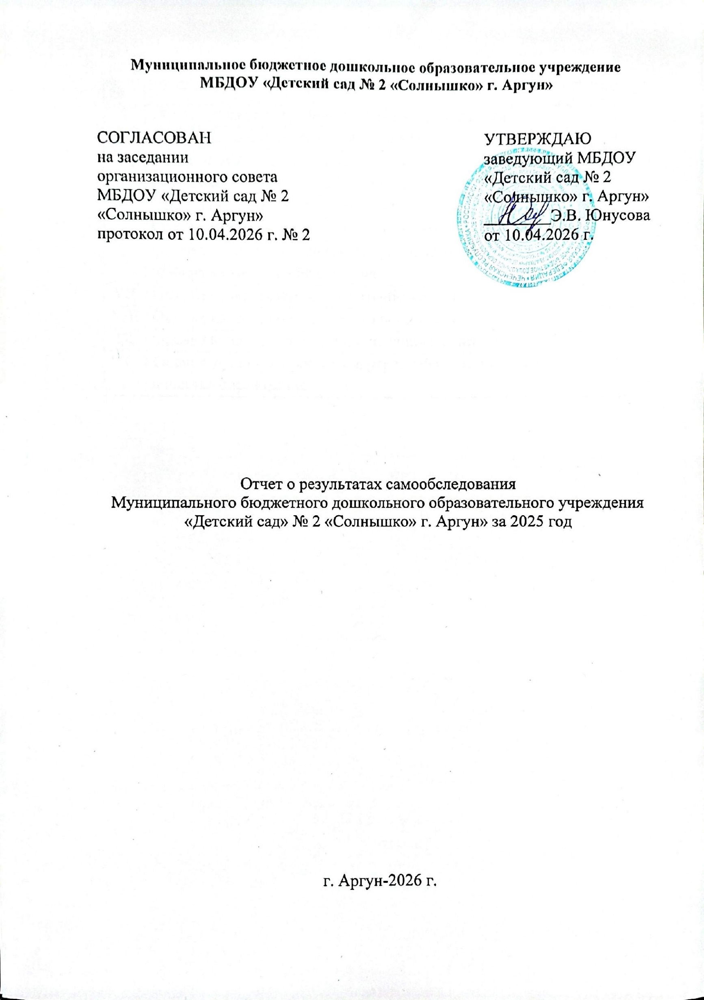 Муниципальное бюджетное дошкольное образовательное учреждение
МБДОУ «Детский сад № 2 «Солнышко» г. Аргун»
СОГЛАСОВАН
на заседании
организационного совета
МБДОУ «Детский сад № 2
«Солнышко» г. Аргун»
протокол от 10.04.2026 г. № 2
УТВЕРЖДАЮ
заведующий МБДОУ
«Детский сад № 2
«Солнышко» г. Аргун»
Э.В. Юнусова
от 10.04.2026 г.
Отчет о результатах самообследования
Муниципального бюджетного дошкольного образовательного учреждения
«Детский сад» № 2 «Солнышко» г. Аргун» за 2025 год
г. Аргун-2026 г.